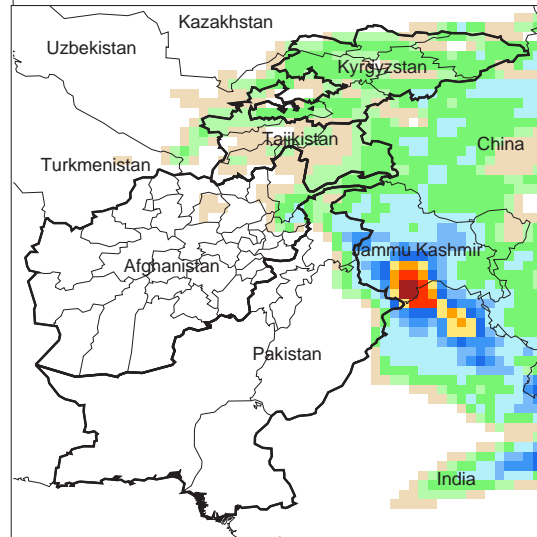 Kazakhstan
Uzbekistan
Kyrgyzstan
Tajikistan
China
Turkmenistan
Jammu Kashmir
Afghanistan
Pakistan
India